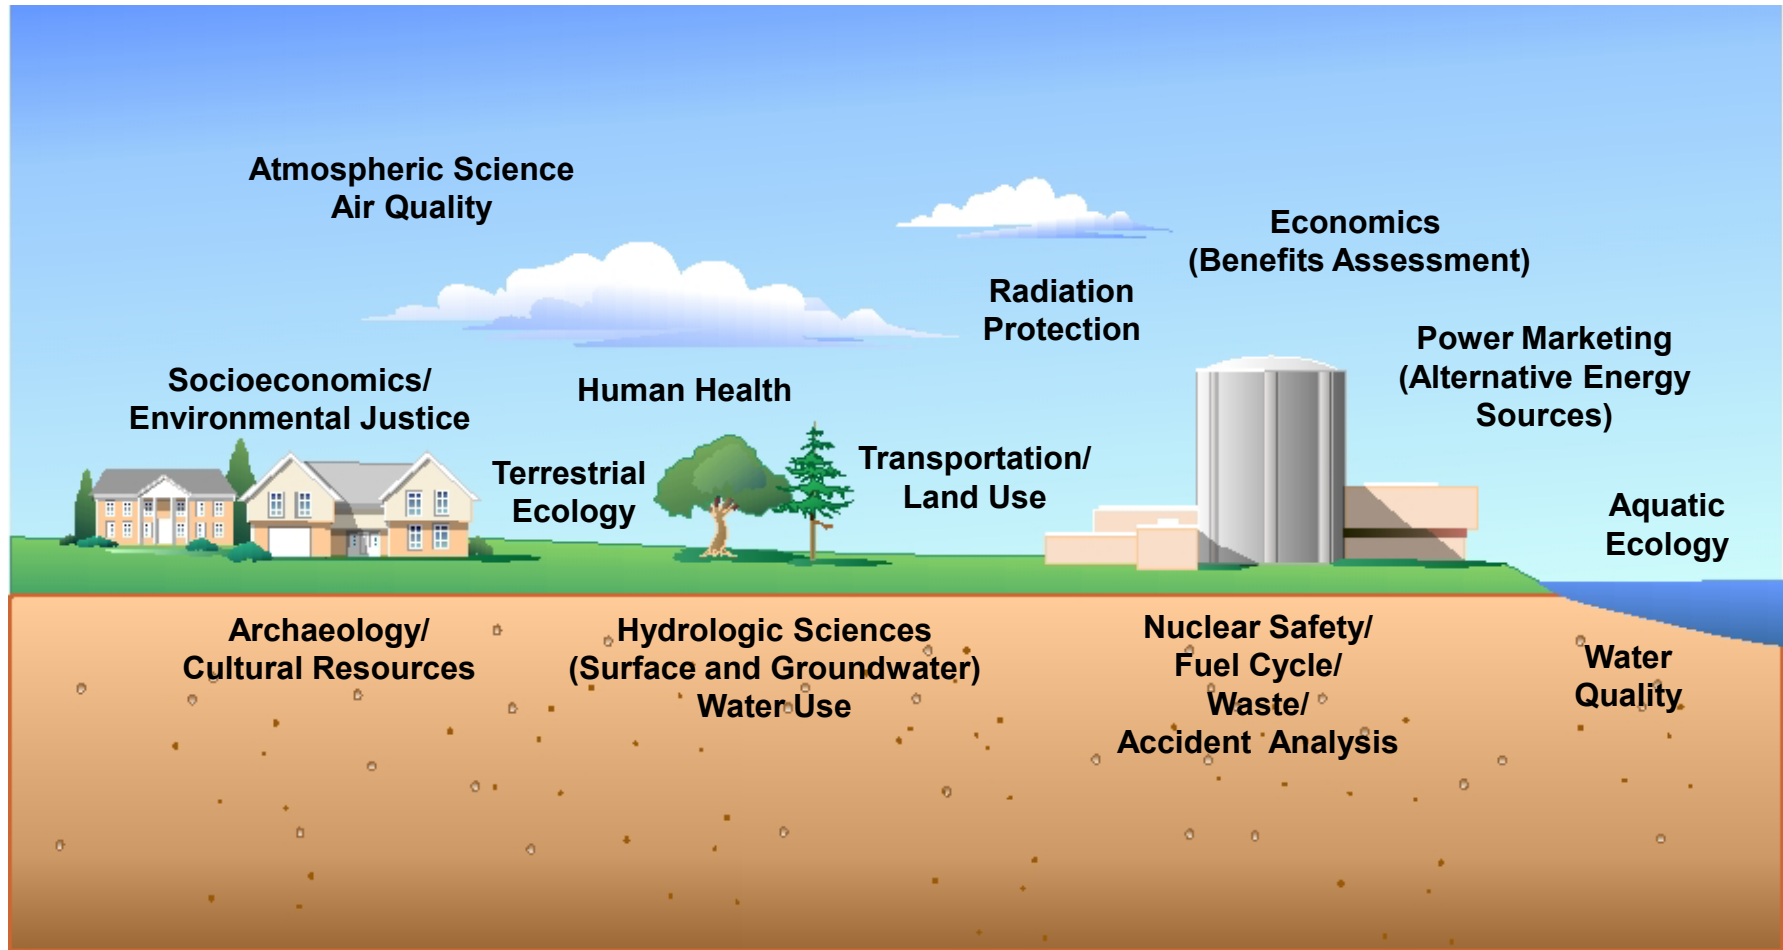 Atmospheric Science
Air Quality
Economics
(Benefits Assessment)
Radiation
Protection
Power Marketing
(Alternative Energy
Sources)
Socioeconomics/
Environmental Justice
Human Health
Terrestrial
Ecology
Transportation/
Land Use
Aquatic
Ecology
Archaeology/
Cultural Resources
Hydrologic Sciences
(Surface and Groundwater)
Water Use
Nuclear Safety/
Fuel Cycle/
Waste/
Accident  Analysis
Water
Quality